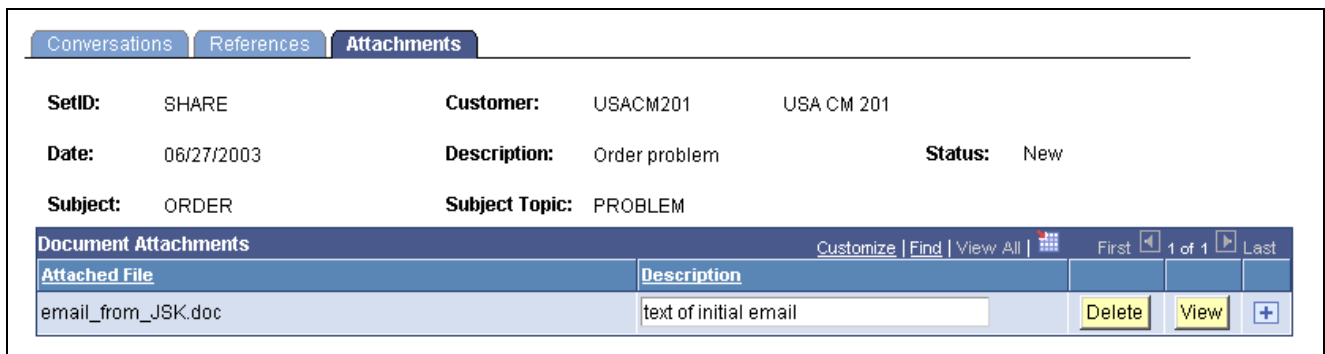 Conversations References Attachments
SetID: SHARE Customer: USACM201 USA CM 201
Date: 06/27/2003 Description: Order problem Status: New
Subject: ORDER Subject Topic: PROBLEM
Document Attachments Customize | Find | View All | First 1 of 1 Last
Attached File Description
email_from_JSK.doc text of initial email Delete View